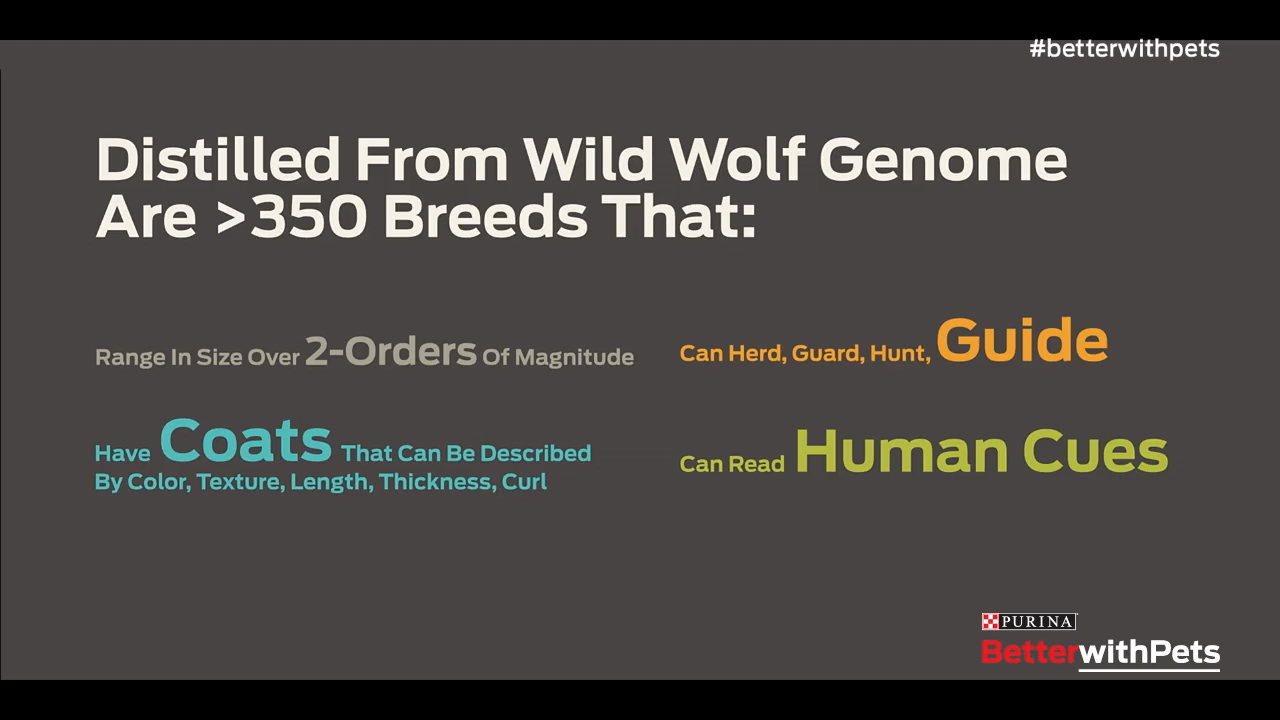 #betterwithpets
Distilled From Wild Wolf Genome
Are >350 Breeds That:
Range In Size Over 2-Orders Of Magnitude
Can Herd, Guard, Hunt, Guide
Have Coats That Can Be Described
By Color, Texture, Length, Thickness, Curl
Can Read Human Cues
PURINA
BetterwithPets